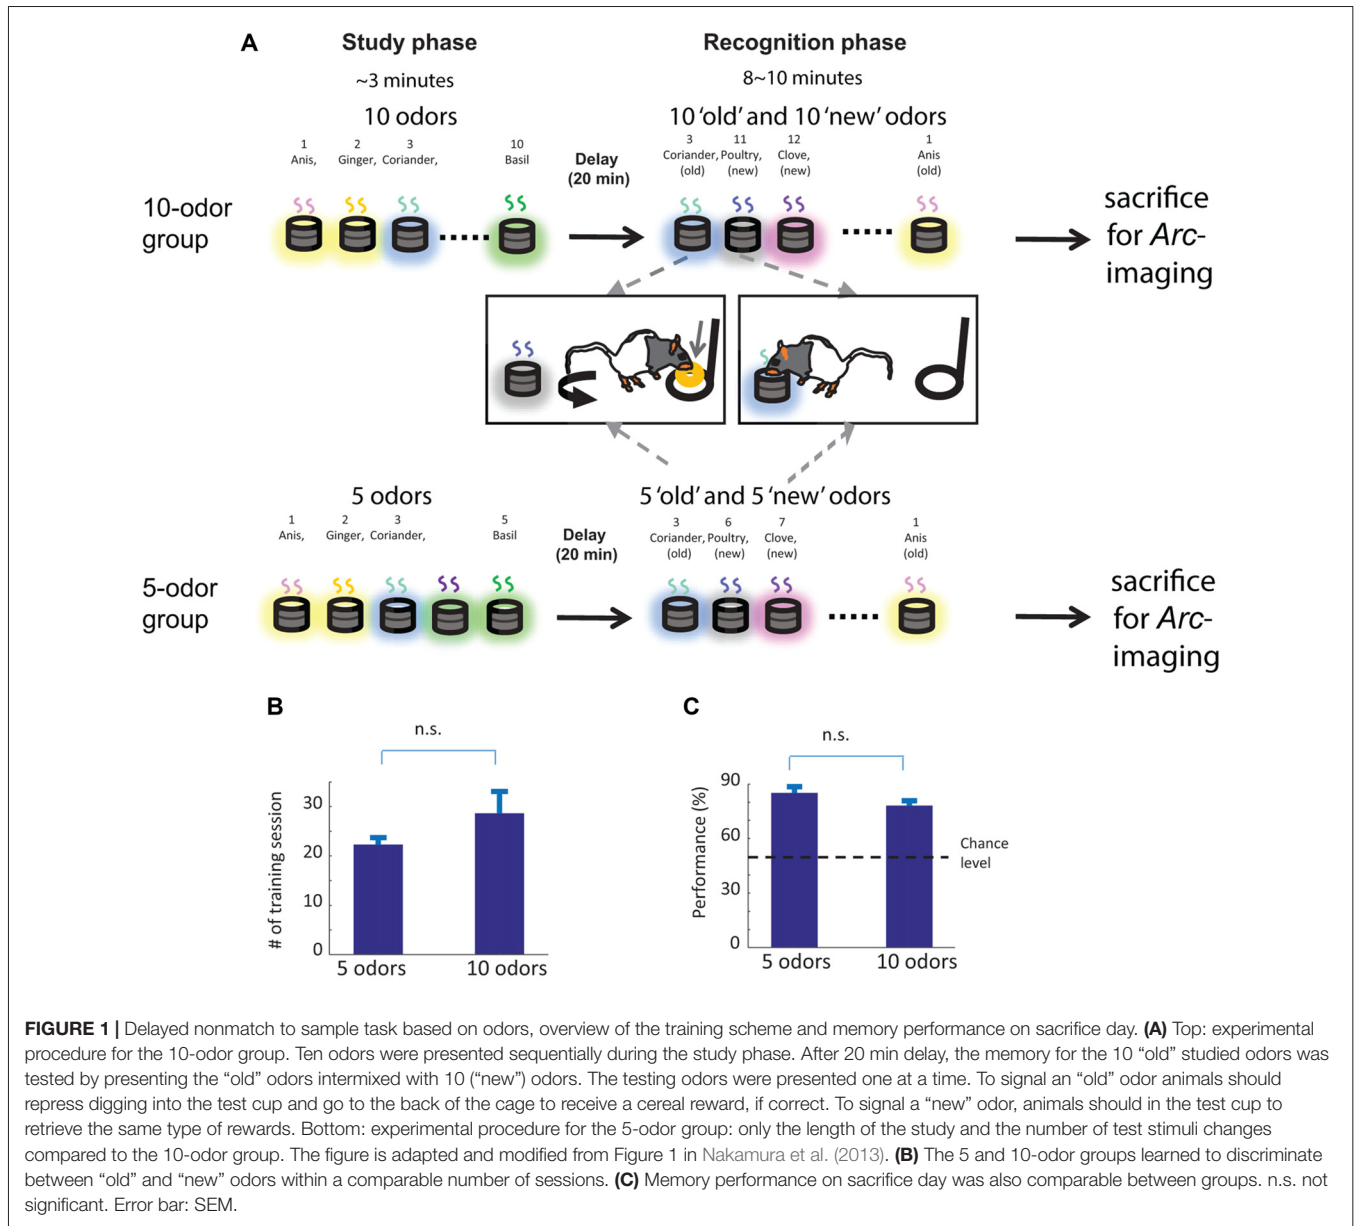 A
Study phase
Recognition phase
~3 minutes
8~10 minutes
10 odors
10 'old' and 10 'new' odors
1 2 3 10
Anis, Ginger, Coriander, Basil
Delay
(20 min)
3 11 12 1
Coriander, Poultry, Clove, Anis
(old) (new) (new) (old)
10-odor
group
sacrifice
for Arc-
imaging
5 odors
5 'old' and 5 'new' odors
1 2 3 5
Anis, Ginger, Coriander, Basil
Delay
(20 min)
3 6 7 1
Coriander, Poultry, Clove, Anis
(old) (new) (new) (old)
5-odor
group
sacrifice
for Arc-
imaging
B
n.s.
# of training session
30
20
10
0
5 odors 10 odors
C
n.s.
Performance (%)
90
60
30
0
Chance
level
5 odors 10 odors
FIGURE 1 | Delayed nonmatch to sample task based on odors, overview of the training scheme and memory performance on sacrifice day. (A) Top: experimental
procedure for the 10-odor group. Ten odors were presented sequentially during the study phase. After 20 min delay, the memory for the 10 “old” studied odors was
tested by presenting the “old” odors intermixed with 10 (“new”) odors. The testing odors were presented one at a time. To signal an “old” odor animals should
repress digging into the test cup and go to the back of the cage to receive a cereal reward, if correct. To signal a “new” odor, animals should in the test cup to
retrieve the same type of rewards. Bottom: experimental procedure for the 5-odor group: only the length of the study and the number of test stimuli changes
compared to the 10-odor group. The figure is adapted and modified from Figure 1 in Nakamura et al. (2013). (B) The 5 and 10-odor groups learned to discriminate
between “old” and “new” odors within a comparable number of sessions. (C) Memory performance on sacrifice day was also comparable between groups. n.s. not
significant. Error bar: SEM.